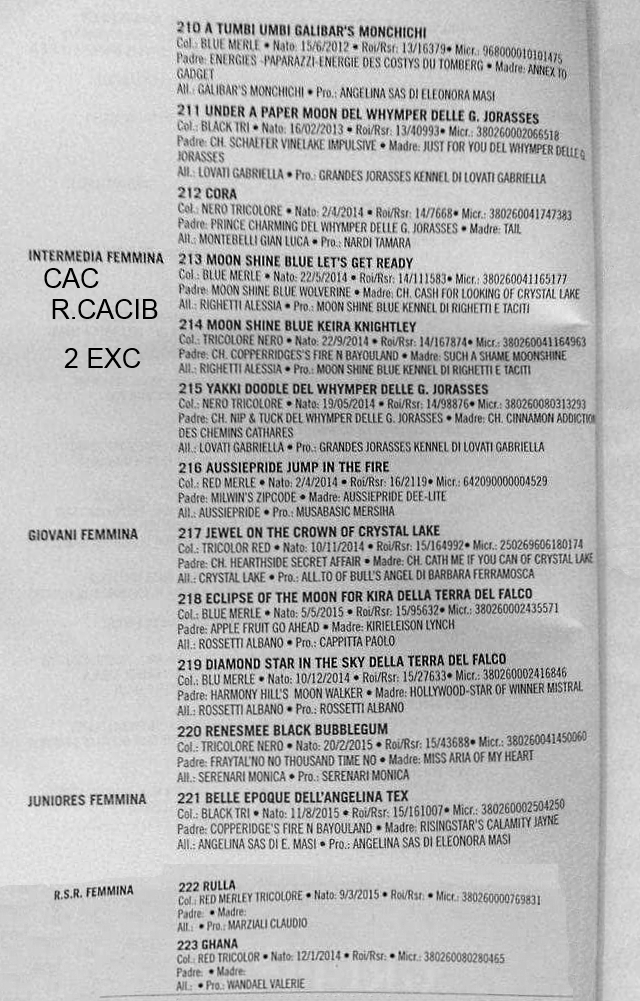 210 A TUMBI UMBI GALIBAR'S MONCHICHI
Col.: BLUE MERLE • Nato: 15/6/2012 • Roi/Rsr: 13/16379• Micr.: 968000010101475
Padre: ENERGIES -PAPARAZZI-ENERGIE DES COSTYS DU TOMBERG • Madre: ANNEX TO
GADGET
All.: GALIBAR'S MONCHICHI • Pro.: ANGELINA SAS DI ELEONORA MASI
211 UNDER A PAPER MOON DEL WHYMPER DELLE G. JORASSES
Col.: BLACK TRI • Nato: 16/02/2013 • Roi/Rsr: 13/40993• Micr.: 380260002066518
Padre: CH. SCHAEFER VINELAKE IMPULSIVE • Madre: JUST FOR YOU DEL WHYMPER DELLE G
JORASSES
All.: LOVATI GABRIELLA • Pro.: GRANDES JORASSES KENNEL DI LOVATI GABRIELLA
212 CORA
Col.: NERO TRICOLORE • Nato: 2/4/2014 • Roi/Rsr: 14/7668• Micr.: 380260041747383
Padre: PRINCE CHARMING DEL WHYMPER DELLE G. JORASSES • Madre: TAIL
All.: MONTEBELLI GIAN LUCA • Pro.: NARDI TAMARA
INTERMEDIA FEMMINA 213 MOON SHINE BLUE LET'S GET READY
CAC Col.: BLUE MERLE • Nato: 22/5/2014 • Roi/Rsr: 14/111583• Micr.: 380260041165177
Padre: MOON SHINE BLUE WOLVERINE • Madre: CH. CASH FOR LOOKING OF CRYSTAL LAKE
R.CACIB All.: RIGHETTI ALESSIA • Pro.: MOON SHINE BLUE KENNEL DI RIGHETTI E TACITI
214 MOON SHINE BLUE KEIRA KNIGHTLEY
Col.: TRICOLORE NERO • Nato: 22/9/2014 • Roi/Rsr: 14/167874• Micr.: 380260041164963
2 EXC Padre: CH. COPPERRIDGES'S FIRE N BAYOULAND • Madre: SUCH A SHAME MOONSHINE
All.: RIGHETTI ALESSIA • Pro.: MOON SHINE BLUE KENNEL DI RIGHETTI E TACITI
215 YAKKI DOODLE DEL WHYMPER DELLE G. JORASSES
Col.: NERO TRICOLORE • Nato: 19/05/2014 • Roi/Rsr: 14/98876• Micr.: 380260080313293
Padre: CH. NIP & TUCK DEL WHYMPER DELLE G. JORASSES • Madre: CH. CINNAMON ADDICTION
DES CHEMINS CATHARES
All.: LOVATI GABRIELLA • Pro.: GRANDES JORASSES KENNEL DI LOVATI GABRIELLA
216 AUSSIEPRIDE JUMP IN THE FIRE
Col.: RED MERLE • Nato: 2/4/2014 • Roi/Rsr: 16/2119• Micr.: 642090000004529
Padre: MILWIN'S ZIPCODE • Madre: AUSSIEPRIDE DEE-LITE
All.: AUSSIEPRIDE • Pro.: MUSABASIC MERSIHA
GIOVANI FEMMINA 217 JEWEL ON THE CROWN OF CRYSTAL LAKE
Col.: TRICOLOR RED • Nato: 10/11/2014 • Roi/Rsr: 15/164992• Micr.: 250269606180174
Padre: CH. HEARTHSIDE SECRET AFFAIR • Madre: CH. CATH ME IF YOU CAN OF CRYSTAL LAKE
All.: CRYSTAL LAKE • Pro.: ALL.TO OF BULL'S ANGEL DI BARBARA FERRAMOSCA
218 ECLIPSE OF THE MOON FOR KIRA DELLA TERRA DEL FALCO
Col.: BLUE MERLE • Nato: 5/5/2015 • Roi/Rsr: 15/95632• Micr.: 380260002435571
Padre: APPLE FRUIT GO AHEAD • Madre: KIRIELEISON LYNCH
All.: ROSSETTI ALBANO • Pro.: CAPPITTA PAOLO
219 DIAMOND STAR IN THE SKY DELLA TERRA DEL FALCO
Col.: BLU MERLE • Nato: 10/12/2014 • Roi/Rsr: 15/27633• Micr.: 380260002416846
Padre: HARMONY HILL'S MOON WALKER • Madre: HOLLYWOOD-STAR OF WINNER MISTRAL
All.: ROSSETTI ALBANO • Pro.: ROSSETTI ALBANO
220 RENESMEE BLACK BUBBLEGUM
Col.: TRICOLORE NERO • Nato: 20/2/2015 • Roi/Rsr: 15/43688• Micr.: 380260041450060
Padre: FRAYTAL'NO NO THOUSAND TIME NO • Madre: MISS ARIA OF MY HEART
All.: SERENARI MONICA • Pro.: SERENARI MONICA
JUNIORES FEMMINA 221 BELLE EPOQUE DELL'ANGELINA TEX
Col.: BLACK TRI • Nato: 11/8/2015 • Roi/Rsr: 15/161007• Micr.: 380260002504250
Padre: COPPERIDGE'S FIRE N BAYOULAND • Madre: RISINGSTAR'S CALAMITY JAYNE
All.: ANGELINA SAS DI E. MASI • Pro.: ANGELINA SAS DI ELEONORA MASI
R.S.R. FEMMINA 222 RULLA
Col.: RED MERLEY TRICOLORE • Nato: 9/3/2015 • Roi/Rsr: • Micr.: 380260000769831
Padre: • Madre:
All.: • Pro.: MARZIALI CLAUDIO
223 GHANA
Col.: RED TRICOLOR • Nato: 12/1/2014 • Roi/Rsr: • Micr.: 380260080280465
Padre: • Madre:
All.: • Pro.: WANDAEL VALERIE